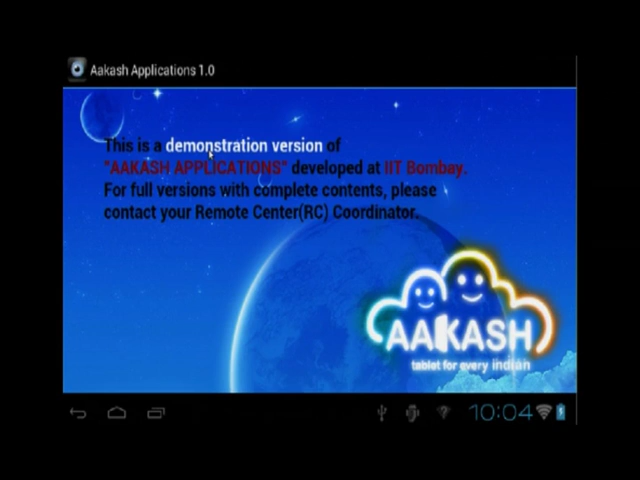 Aakash Applications 1.0
This is a demonstration version of
"AAKASH APPLICATIONS" developed at IIT Bombay.
For full versions with complete contents, please
contact your Remote Center(RC) Coordinator.
AAKASH
tablet for every indian
10:04